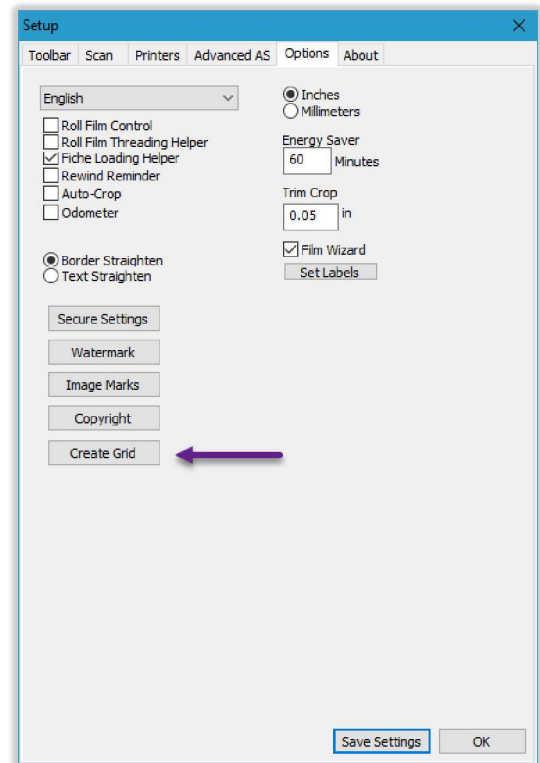 Setup
Toolbar Scan Printers Advanced AS Options About
English
Roll Film Control
Roll Film Threading Helper
Fiche Loading Helper
Rewind Reminder
Auto-Crop
Odometer
Border Straighten
Text Straighten
Secure Settings
Watermark
Image Marks
Copyright
Create Grid
Inches
Millimeters
Energy Saver
60 Minutes
Trim Crop
0.05 in
Film Wizard
Set Labels
Save Settings OK